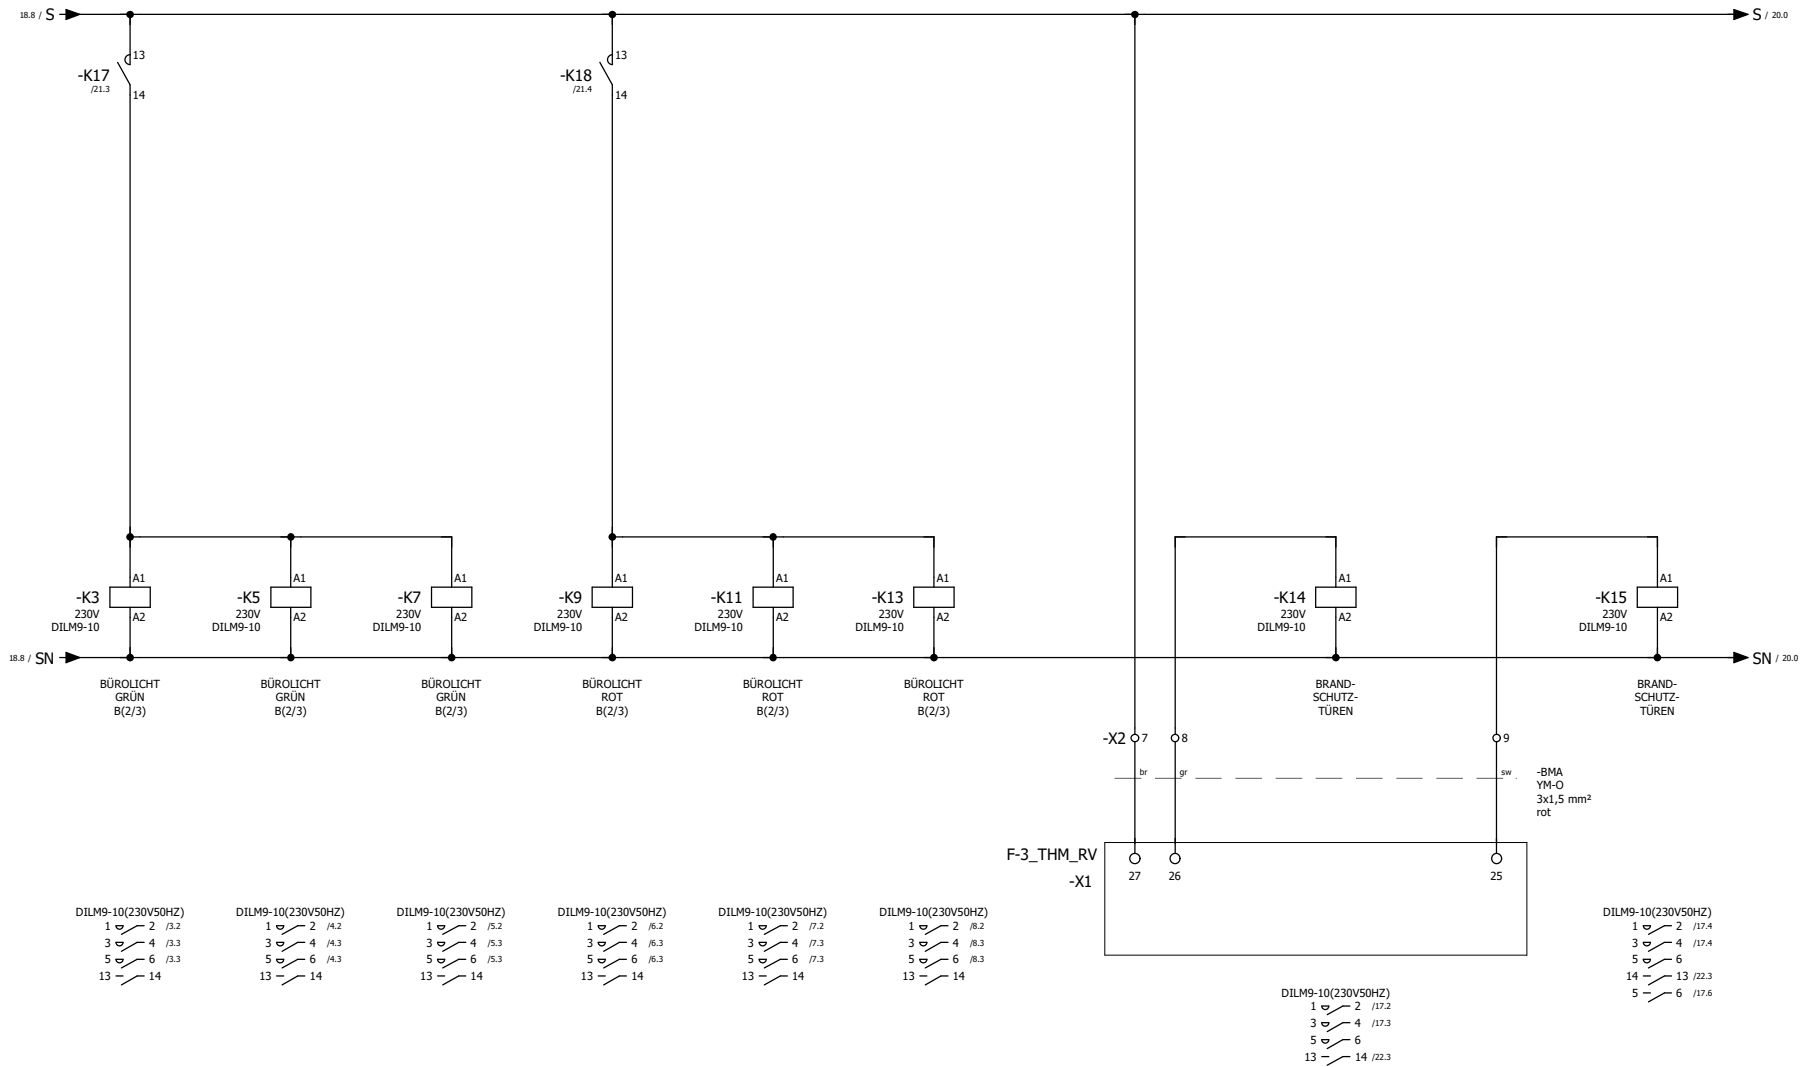 18.8 / S
S / 20.0
13
-K17
/21.3
14
13
-K18
/21.4
14
A1
-K3
230V
DILM9-10
A2
A1
-K5
230V
DILM9-10
A2
A1
-K7
230V
DILM9-10
A2
A1
-K9
230V
DILM9-10
A2
A1
-K11
230V
DILM9-10
A2
A1
-K13
230V
DILM9-10
A2
A1
-K14
230V
DILM9-10
A2
A1
-K15
230V
DILM9-10
A2
18.8 / SN
SN / 20.0
BÜROLICHT
GRÜN
B(2/3)
BÜROLICHT
GRÜN
B(2/3)
BÜROLICHT
GRÜN
B(2/3)
BÜROLICHT
ROT
B(2/3)
BÜROLICHT
ROT
B(2/3)
BÜROLICHT
ROT
B(2/3)
BRAND-
SCHUTZ-
TÜREN
BRAND-
SCHUTZ-
TÜREN
-X2 7 8 9
br gr sw
-BMA
YM-O
3x1,5 mm²
rot
F-3_THM_RV
-X1
27 26 25
DILM9-10(230V50HZ)
1 2 /3.2
3 4 /3.3
5 6 /3.3
13 14
DILM9-10(230V50HZ)
1 2 /4.2
3 4 /4.3
5 6 /4.3
13 14
DILM9-10(230V50HZ)
1 2 /5.2
3 4 /5.3
5 6 /5.3
13 14
DILM9-10(230V50HZ)
1 2 /6.2
3 4 /6.3
5 6 /6.3
13 14
DILM9-10(230V50HZ)
1 2 /7.2
3 4 /7.3
5 6 /7.3
13 14
DILM9-10(230V50HZ)
1 2 /8.2
3 4 /8.3
5 6 /8.3
13 14
DILM9-10(230V50HZ)
1 2 /17.2
3 4 /17.3
5 6
13 14 /22.3
DILM9-10(230V50HZ)
1 2 /17.4
3 4 /17.4
5 6
14 13 /22.3
5 6 /17.6